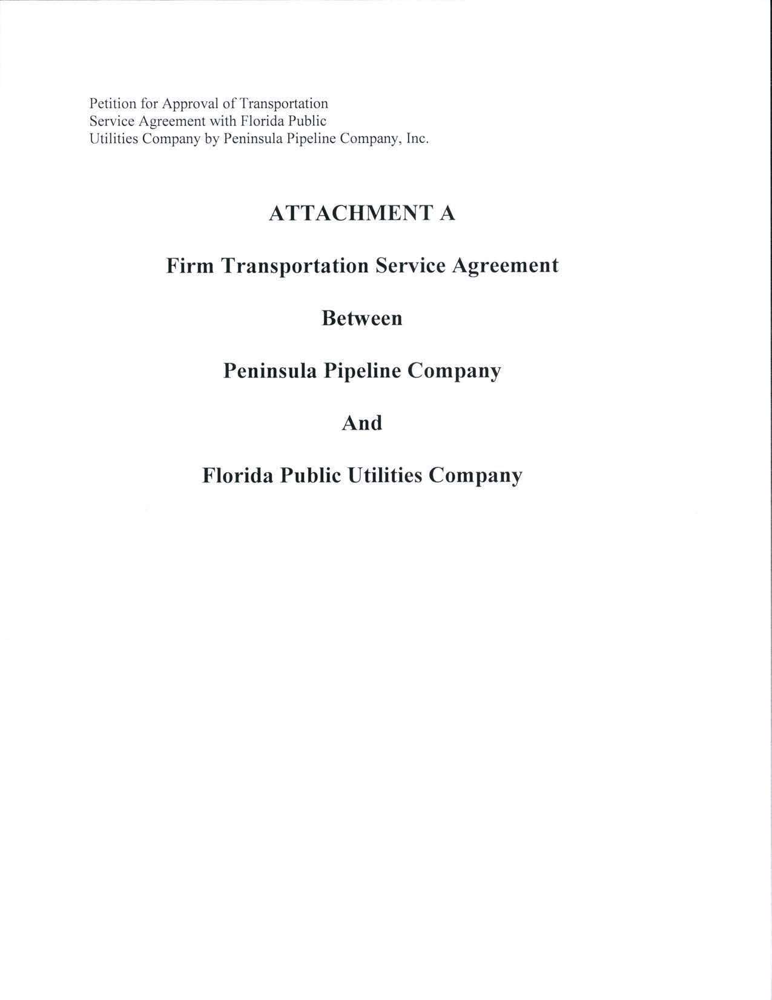 Petition for Approval of Transportation
Service Agreement with Florida Public
Utilities Company by Peninsula Pipeline Company, Inc.
ATTACHMENT A
Firm Transportation Service Agreement
Between
Peninsula Pipeline Company
And
Florida Public Utilities Company